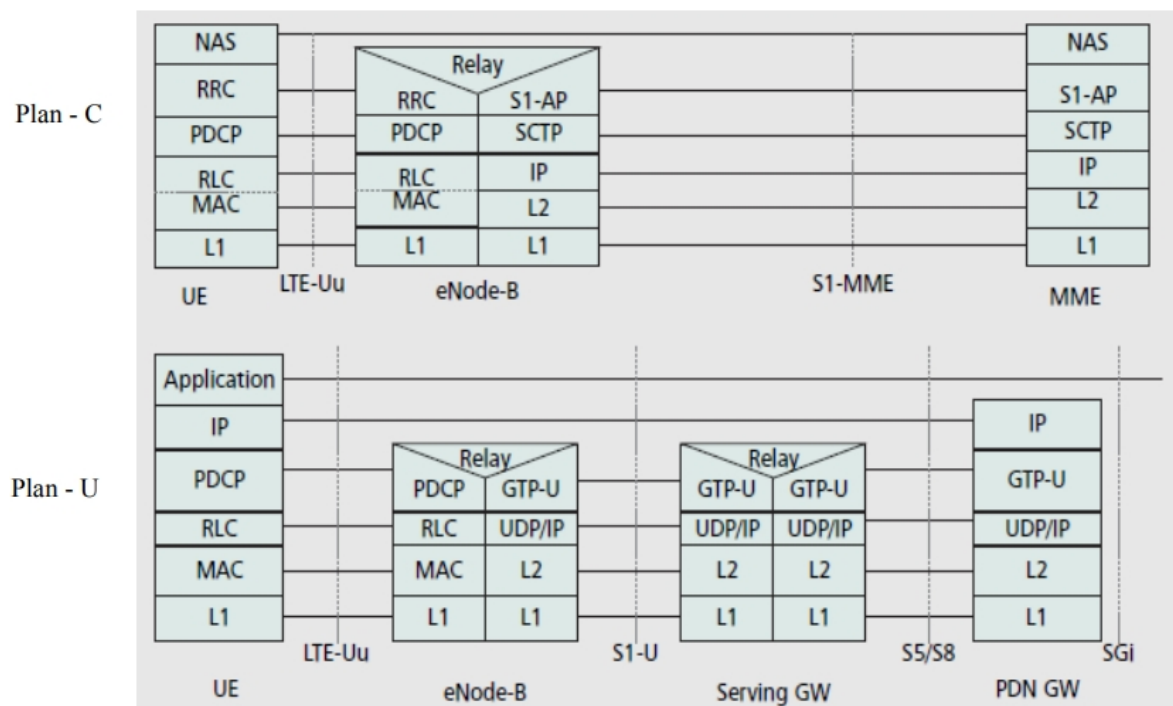 Plan - C
NAS
NAS
Relay
RRC
RRC
S1-AP
S1-AP
PDCP
PDCP
SCTP
SCTP
RLC
RLC
IP
IP
MAC
MAC
L2
L2
L1
L1
L1
L1
LTE-Uu
S1-MME
UE
eNode-B
MME
Plan - U
Application
IP
IP
Relay
Relay
PDCP
PDCP
GTP-U
GTP-U
GTP-U
GTP-U
RLC
RLC
UDP/IP
UDP/IP
UDP/IP
UDP/IP
MAC
MAC
L2
L2
L2
L2
L1
L1
L1
L1
L1
L1
LTE-Uu
S1-U
S5/S8
SGi
UE
eNode-B
Serving GW
PDN GW